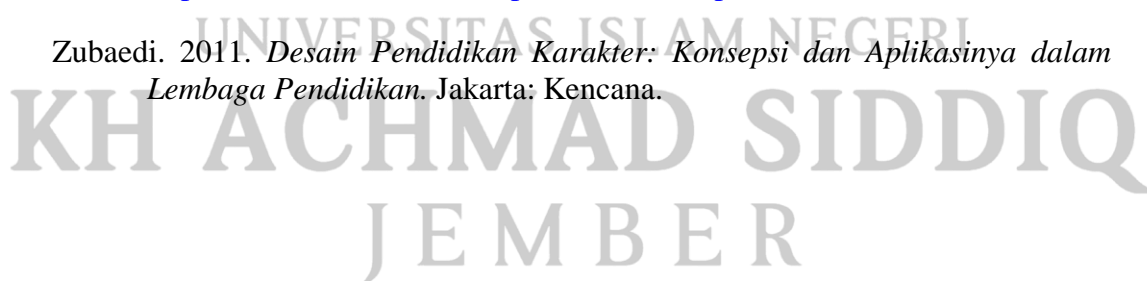 UNIVERSITAS ISLAM NEGERI
Zubaedi. 2011. Desain Pendidikan Karakter: Konsepsi dan Aplikasinya dalam
Lembaga Pendidikan. Jakarta: Kencana.
KH ACHMAD SIDDIQ
JEMBER